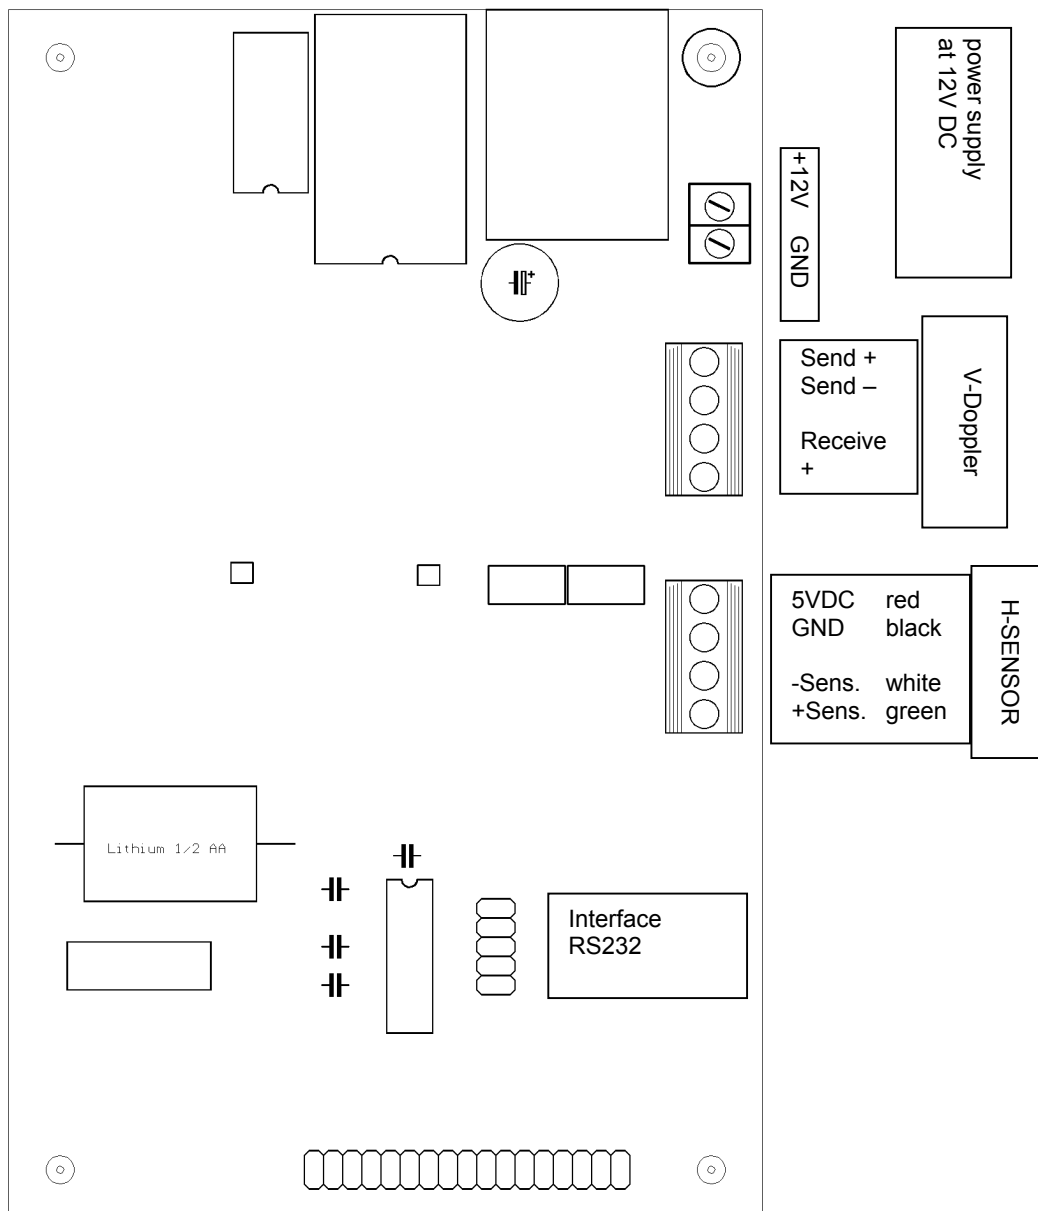 power supply
at 12V DC
+12V GND
Send +
Send –
Receive
+
V-Doppler
5VDC red
GND black
-Sens. white
+Sens. green
H-SENSOR
Lithium 1/2 AA
Interface
RS232